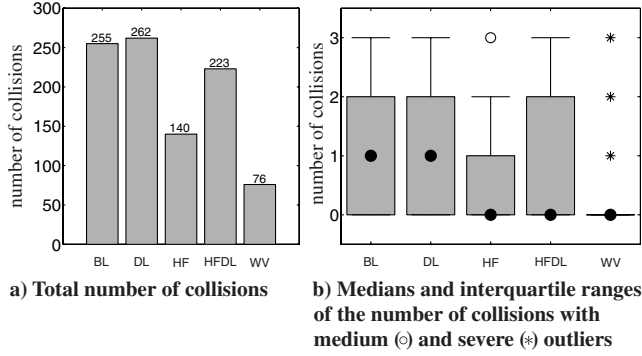 number of collisions
300
250
200
150
100
50
0
255
262
140
223
76
BL DL HF HFDL WV
a) Total number of collisions
number of collisions
3
2
1
0
BL DL HF HFDL WV
b) Medians and interquartile ranges
of the number of collisions with
medium (○) and severe (*) outliers